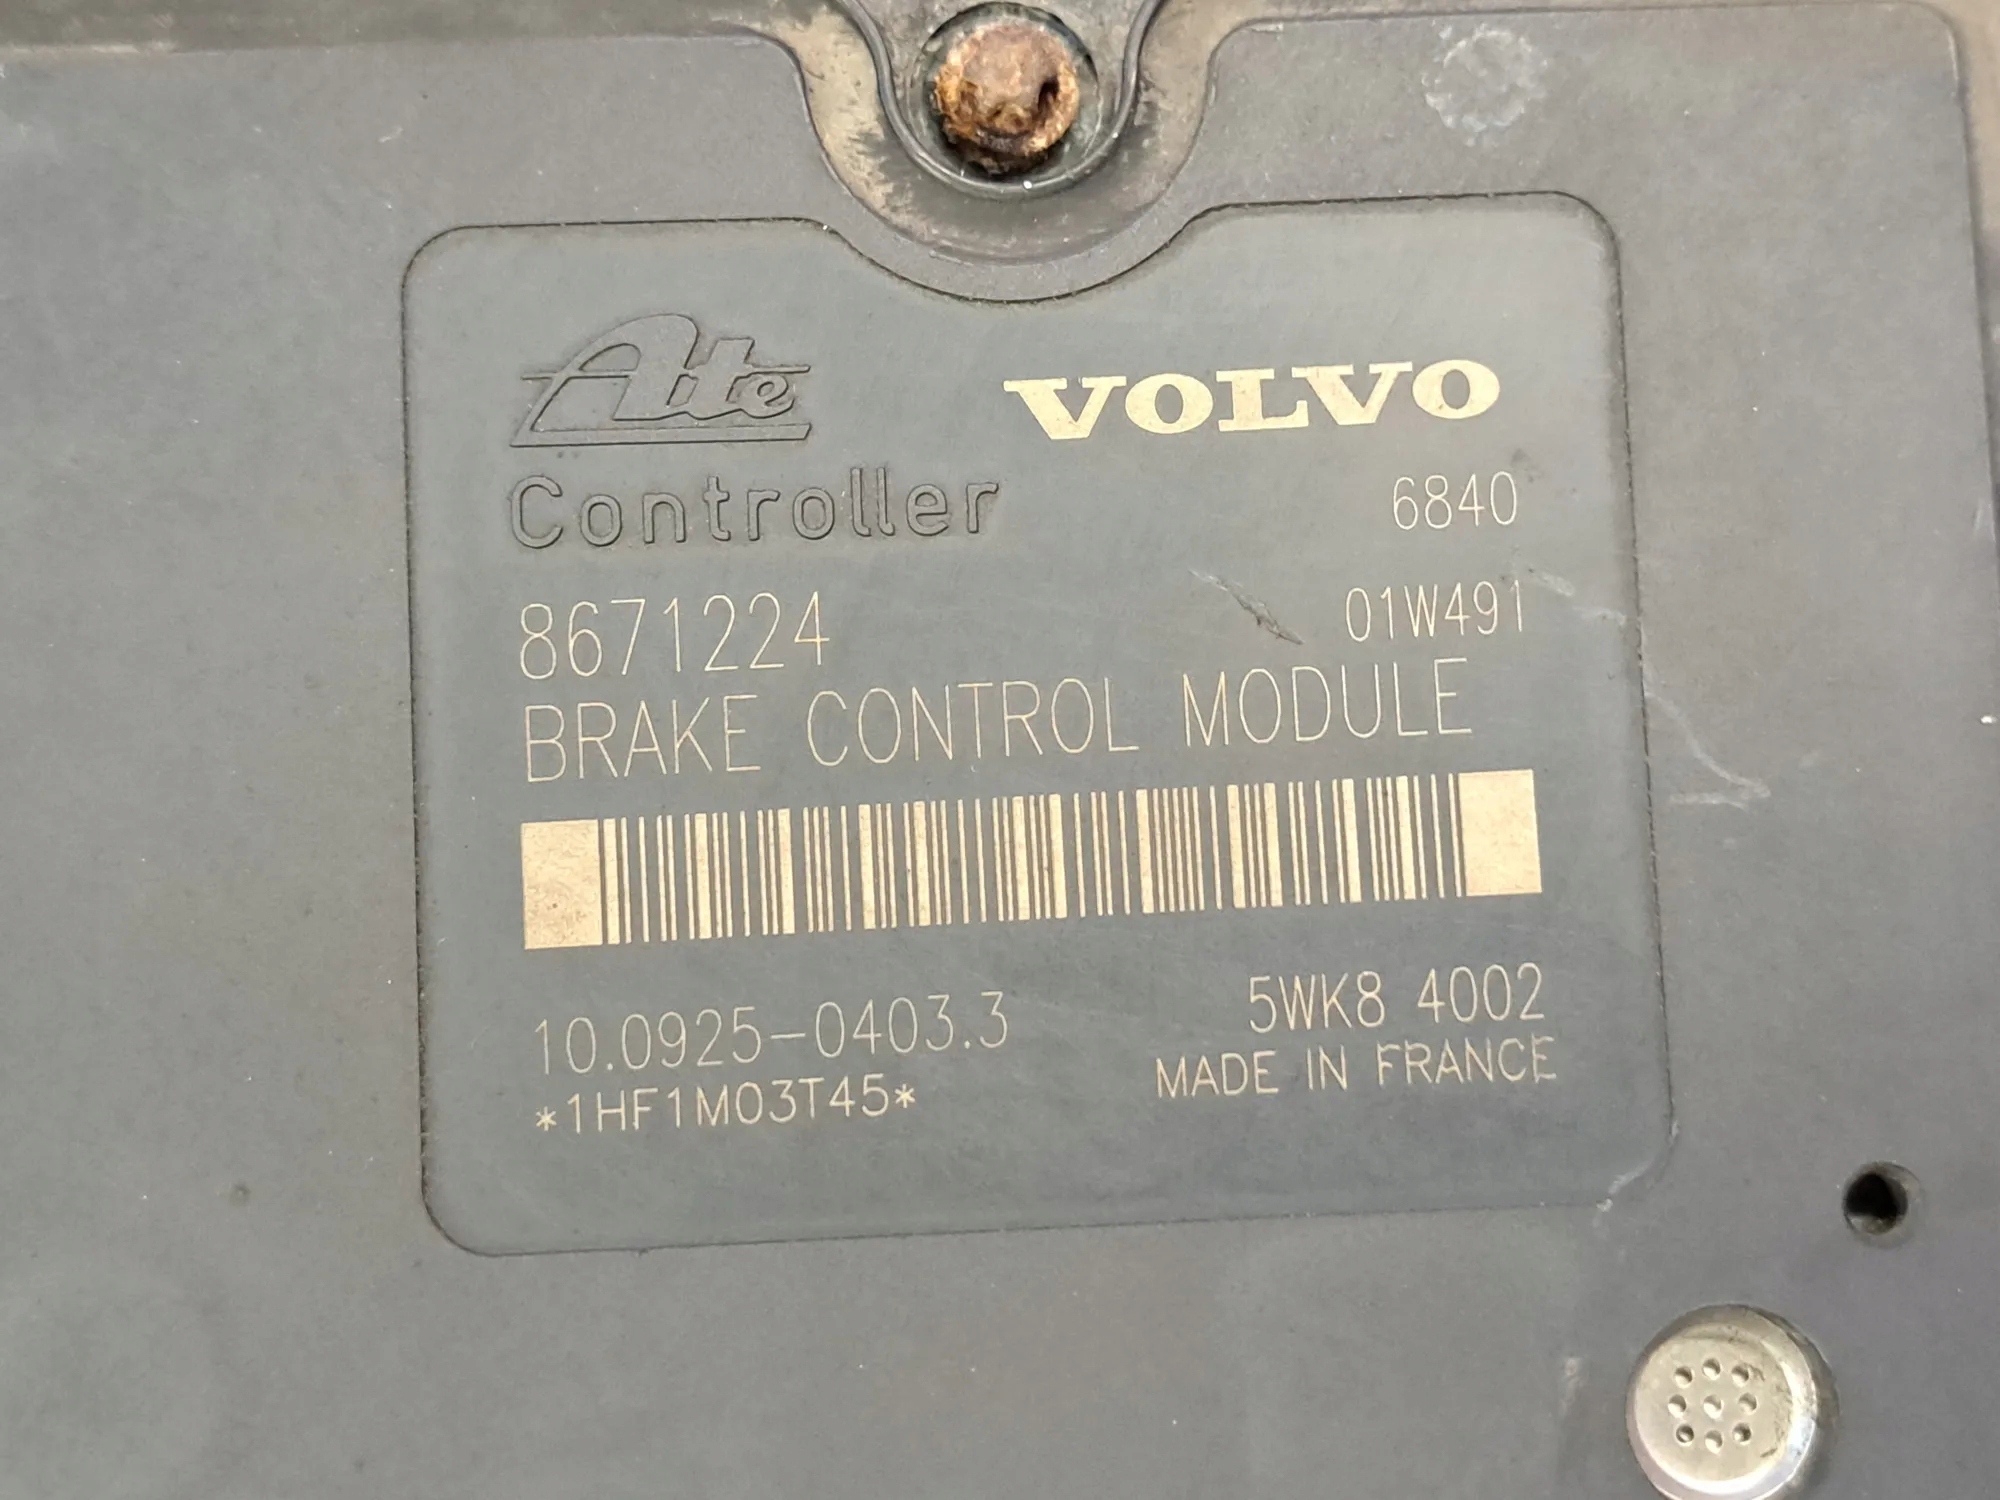 Ate VOLVO
Controller 6840
8671224 01W491
BRAKE CONTROL MODULE
10.0925-0403.3 5WK8 4002
*1HF1M03T45* MADE IN FRANCE